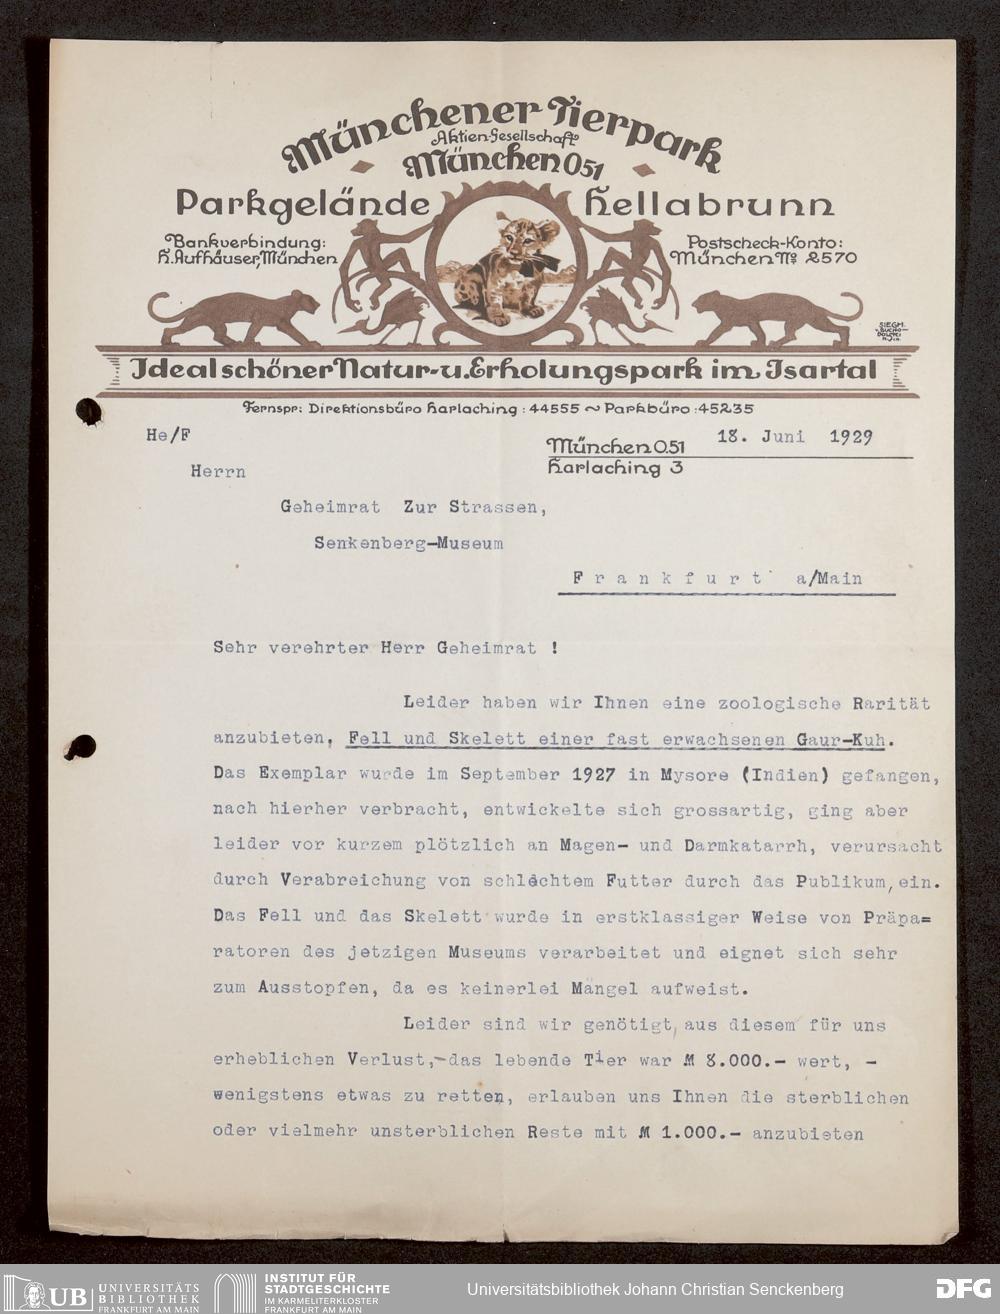 Münchener Tierpark
Aktien-Gesellschaft
München O 51
Parkgelände Hellabrunn
Bankverbindung:
H. Aufhäuser, München
Postscheck-Konto:
München № 2570
SIEGM.
Idealschöner Natur- u. Erholungspark im Isartal
Fernspr: Direktionsbüro Harlaching : 44555 ~ Parkbüro : 45235
He/F
München O.51 18. Juni 1929
Harlaching 3
Herrn
Geheimrat Zur Strassen,
Senkenberg-Museum
F r a n k f u r t a/Main
Sehr verehrter Herr Geheimrat !
Leider haben wir Ihnen eine zoologische Rarität
anzubieten, Fell und Skelett einer fast erwachsenen Gaur-Kuh.
Das Exemplar wurde im September 1927 in Mysore (Indien) gefangen,
nach hierher verbracht, entwickelte sich grossartig, ging aber
leider vor kurzem plötzlich an Magen- und Darmkatarrh, verursacht
durch Verabreichung von schlechtem Futter durch das Publikum, ein.
Das Fell und das Skelett wurde in erstklassiger Weise von Präpa=
ratoren des jetzigen Museums verarbeitet und eignet sich sehr
zum Ausstopfen, da es keinerlei Mängel aufweist.
Leider sind wir genötigt, aus diesem für uns
erheblichen Verlust,-das lebende Tier war M 8.000.- wert, -
wenigstens etwas zu retten, erlauben uns Ihnen die sterblichen
oder vielmehr unsterblichen Reste mit M 1.000.- anzubieten
UB UNIVERSITÄTS
BIBLIOTHEK
FRANKFURT AM MAIN
INSTITUT FÜR
STADTGESCHICHTE
IM KARMELITERKLOSTER
FRANKFURT AM MAIN
Universitätsbibliothek Johann Christian Senckenberg
DFG